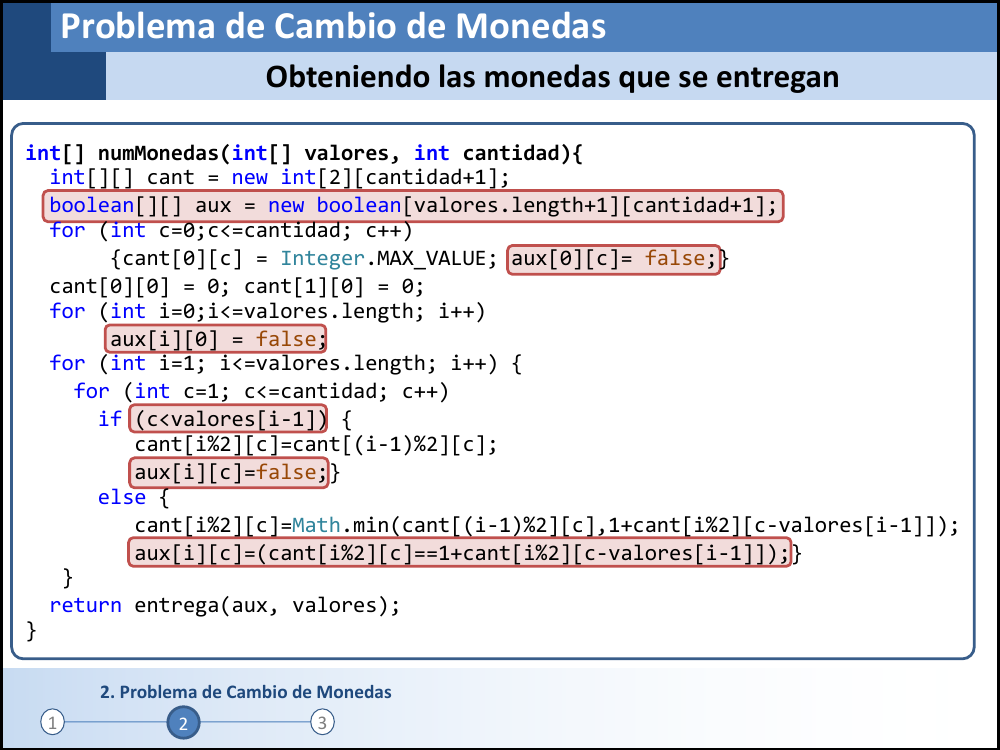 Problema de Cambio de Monedas
Obteniendo las monedas que se entregan
int[] numMonedas(int[] valores, int cantidad){
int[][] cant = new int[2][cantidad+1];
boolean[][] aux = new boolean[valores.length+1][cantidad+1];
for (int c=0;c<=cantidad; c++)
{cant[0][c] = Integer.MAX_VALUE; aux[0][c]= false;}
cant[0][0] = 0; cant[1][0] = 0;
for (int i=0;i<=valores.length; i++)
aux[i][0] = false;
for (int i=1; i<=valores.length; i++) {
for (int c=1; c<=cantidad; c++)
if (c<valores[i-1]) {
cant[i%2][c]=cant[(i-1)%2][c];
aux[i][c]=false;}
else {
cant[i%2][c]=Math.min(cant[(i-1)%2][c],1+cant[i%2][c-valores[i-1]]);
aux[i][c]=(cant[i%2][c]==1+cant[i%2][c-valores[i-1]]);}
}
return entrega(aux, valores);
}
2. Problema de Cambio de Monedas
1 2 3